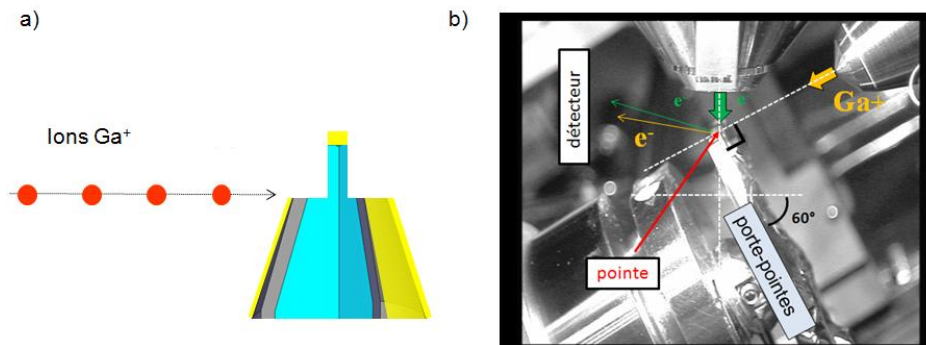 a)
Ions Ga⁺
b)
détecteur
e⁻
e⁻
Ga+
e⁻
60°
porte-pointes
pointe